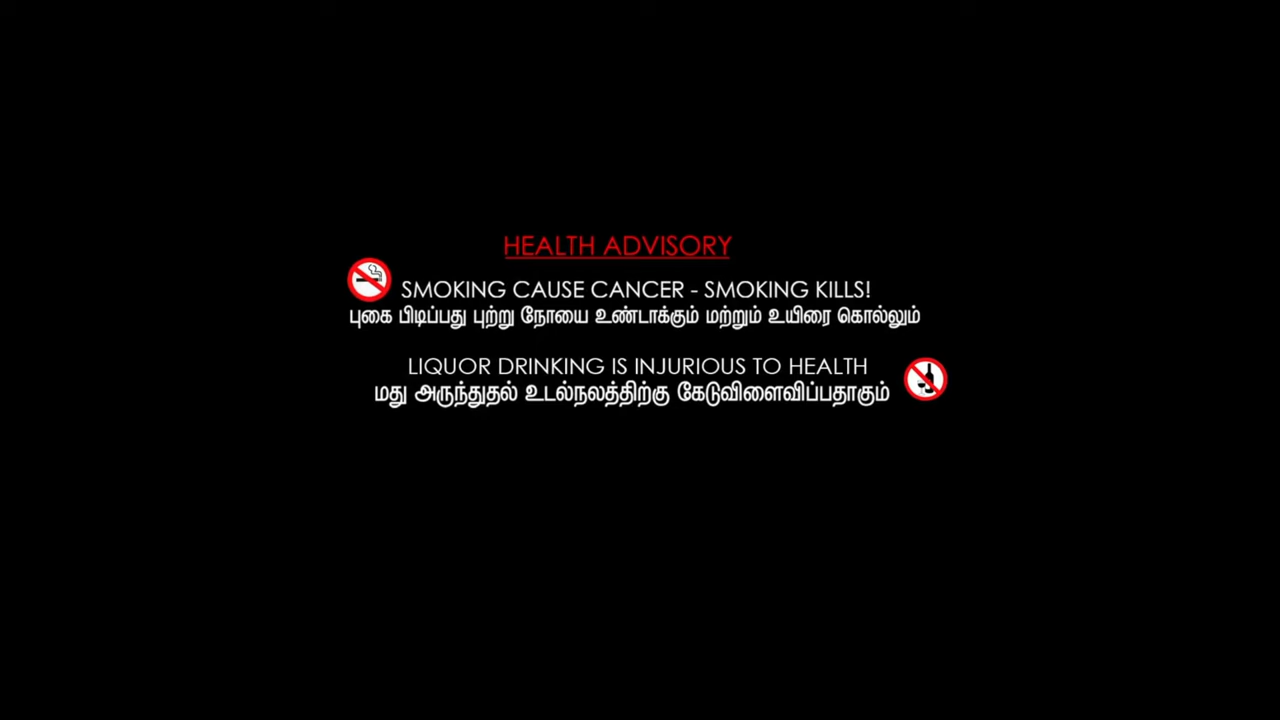 HEALTH ADVISORY
SMOKING CAUSE CANCER - SMOKING KILLS!
புகை பிடிப்பது புற்று நோயை உண்டாக்கும் மற்றும் உயிரை கொல்லும்
LIQUOR DRINKING IS INJURIOUS TO HEALTH
மது அருந்துதல் உடல்நலத்திற்கு கேடுவிளைவிப்பதாகும்